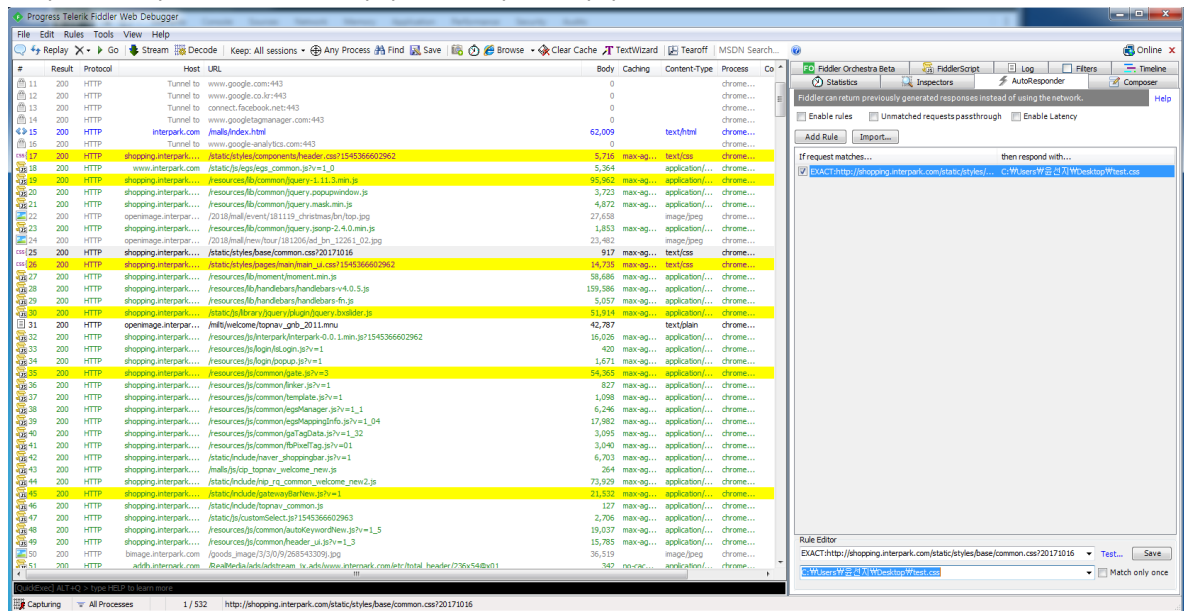 Progress Telerik Fiddler Web Debugger
File Edit Rules Tools View Help
Replay X Go Stream Decode Keep: All sessions Any Process Find Save Browse Clear Cache TextWizard Tearoff MSDN Search... Online x
# Result Protocol Host URL Body Caching Content-Type Process Co
11 200 HTTP Tunnel to www.google.com:443 0 chrome...
12 200 HTTP Tunnel to www.google.co.kr:443 0 chrome...
13 200 HTTP Tunnel to connect.facebook.net:443 0 chrome...
14 200 HTTP Tunnel to www.googletagmanager.com:443 0 chrome...
15 200 HTTP interpark.com /malls/index.html 62,009 text/html chrome...
16 200 HTTP Tunnel to www.google-analytics.com:443 0 chrome...
17 200 HTTP shopping.interpark.... /static/styles/components/header.css?1545366602962 5,716 max-ag... text/css chrome...
18 200 HTTP www.interpark.com /static/js/egs/egs_common.js?v=1_0 5,364 application/... chrome...
19 200 HTTP shopping.interpark.... /resources/lib/common/jquery-1.11.3.min.js 95,962 max-ag... application/... chrome...
20 200 HTTP shopping.interpark.... /resources/lib/common/jquery.popupwindow.js 3,723 max-ag... application/... chrome...
21 200 HTTP shopping.interpark.... /resources/lib/common/jquery.mask.min.js 4,872 max-ag... application/... chrome...
22 200 HTTP openimage.interpar... /2018/mall/event/181119_christmas/bn/top.jpg 27,658 image/jpeg chrome...
23 200 HTTP shopping.interpark.... /resources/lib/common/jquery.jsonp-2.4.0.min.js 1,853 max-ag... application/... chrome...
24 200 HTTP openimage.interpar... /2018/mall/new/tour/181206/ad_bn_12261_02.jpg 23,482 image/jpeg chrome...
25 200 HTTP shopping.interpark.... /static/styles/base/common.css?20171016 917 max-ag... text/css chrome...
26 200 HTTP shopping.interpark.... /static/styles/pages/main/main_ui.css?1545366602962 14,735 max-ag... text/css chrome...
27 200 HTTP shopping.interpark.... /resources/lib/moment/moment.min.js 58,686 max-ag... application/... chrome...
28 200 HTTP shopping.interpark.... /resources/lib/handlebars/handlebars-v4.0.5.js 159,586 max-ag... application/... chrome...
29 200 HTTP shopping.interpark.... /resources/lib/handlebars/handlebars-fn.js 5,057 max-ag... application/... chrome...
30 200 HTTP shopping.interpark.... /static/js/library/jquery/plugin/jquery.bxslider.js 51,914 max-ag... application/... chrome...
31 200 HTTP openimage.interpar... /milti/welcome/topnav_gnb_2011.mnu 42,787 text/plain chrome...
32 200 HTTP shopping.interpark.... /resources/js/interpark/interpark-0.0.1.min.js?1545366602962 16,026 max-ag... application/... chrome...
33 200 HTTP shopping.interpark.... /resources/js/login/isLogin.js?v=1 420 max-ag... application/... chrome...
34 200 HTTP shopping.interpark.... /resources/js/login/popup.js?v=1 1,671 max-ag... application/... chrome...
35 200 HTTP shopping.interpark.... /resources/js/common/gate.js?v=3 54,365 max-ag... application/... chrome...
36 200 HTTP shopping.interpark.... /resources/js/common/linker.js?v=1 827 max-ag... application/... chrome...
37 200 HTTP shopping.interpark.... /resources/js/common/template.js?v=1 1,098 max-ag... application/... chrome...
38 200 HTTP shopping.interpark.... /resources/js/common/egsManager.js?v=1_1 6,246 max-ag... application/... chrome...
39 200 HTTP shopping.interpark.... /resources/js/common/egsMappingInfo.js?v=1_04 17,982 max-ag... application/... chrome...
40 200 HTTP shopping.interpark.... /resources/js/common/gaTagData.js?v=1_32 3,095 max-ag... application/... chrome...
41 200 HTTP shopping.interpark.... /resources/js/common/fbPixelTag.js?v=01 3,040 max-ag... application/... chrome...
42 200 HTTP shopping.interpark.... /static/include/naver_shoppingbar.js?v=1 6,703 max-ag... application/... chrome...
43 200 HTTP shopping.interpark.... /malls/js/cip_topnav_welcome_new.js 264 max-ag... application/... chrome...
44 200 HTTP shopping.interpark.... /static/include/nip_rq_common_welcome_new2.js 73,929 max-ag... application/... chrome...
45 200 HTTP shopping.interpark.... /static/include/gatewayBarNew.js?v=1 21,532 max-ag... application/... chrome...
46 200 HTTP shopping.interpark.... /static/include/topnav_common.js 127 max-ag... application/... chrome...
47 200 HTTP shopping.interpark.... /static/js/customSelect.js?1545366602963 2,706 max-ag... application/... chrome...
48 200 HTTP shopping.interpark.... /resources/js/common/autoKeywordNew.js?v=1_5 19,037 max-ag... application/... chrome...
49 200 HTTP shopping.interpark.... /resources/js/common/header_ui.js?v=1_3 15,785 max-ag... application/... chrome...
50 200 HTTP bimage.interpark.com /goods_image/3/3/0/9/268543309j.jpg 36,519 image/jpeg chrome...
51 200 HTTP addb.interpark.com /RealMedia/ads/adstream_jx.ads/www.interpark.com/etc/total_header/236x54@x01 342 no-cac... application/... chrome...
[QuickExec] ALT+Q > type HELP to learn more
Capturing All Processes 1 / 532 http://shopping.interpark.com/static/styles/base/common.css?20171016
FO Fiddler Orchestra Beta FiddlerScript Log Filters Timeline
Statistics Inspectors AutoResponder Composer
Fiddler can return previously generated responses instead of using the network. Help
Enable rules Unmatched requests passthrough Enable Latency
Add Rule Import...
If request matches... then respond with...
EXACT:http://shopping.interpark.com/static/styles/... C:₩Users₩윤선지₩Desktop₩test.css
Rule Editor
EXACT:http://shopping.interpark.com/static/styles/base/common.css?20171016 Test... Save
C:₩Users₩윤선지₩Desktop₩test.css Match only once